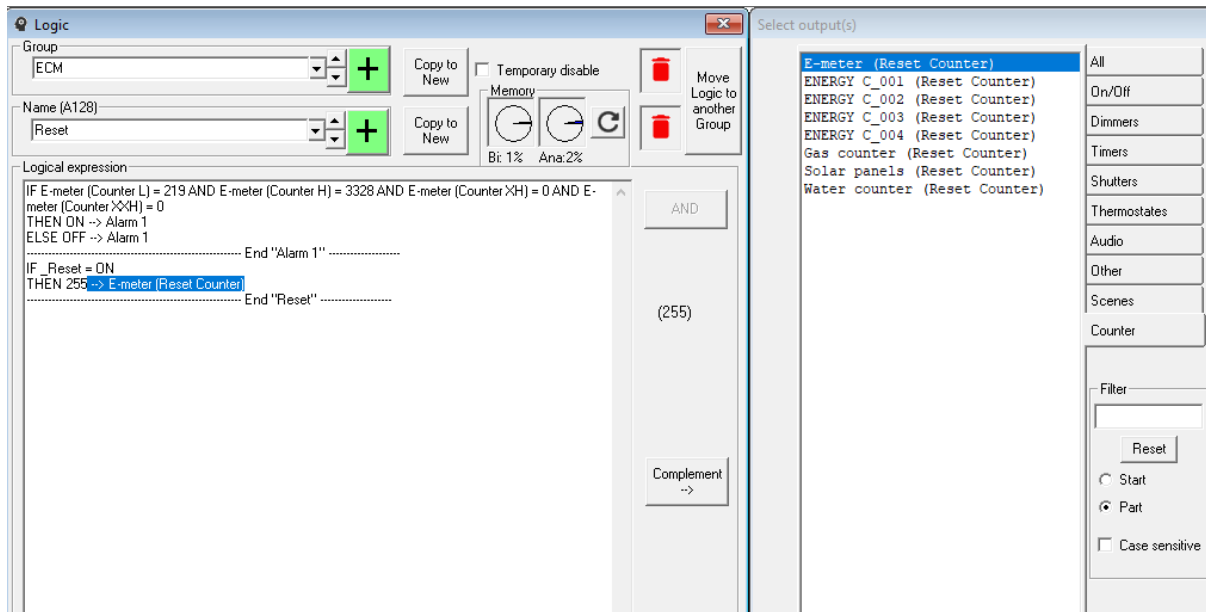 Logic
Group
ECM
Copy to
New
Temporary disable
Move
Logic to
another
Group
Name (A128)
Reset
Copy to
New
Memory
Bi: 1% Ana:2%
Logical expression
IF E-meter (Counter L) = 219 AND E-meter (Counter H) = 3328 AND E-meter (Counter XH) = 0 AND E-
meter (Counter XXH) = 0
THEN ON --> Alarm 1
ELSE OFF --> Alarm 1
------------------------------------------------------ End "Alarm 1" ------------------
IF _Reset = ON
THEN 255 --> E-meter (Reset Counter)
------------------------------------------------------ End "Reset" ------------------
AND
(255)
Complement
-->
Select output(s)
E-meter (Reset Counter)
ENERGY C_001 (Reset Counter)
ENERGY C_002 (Reset Counter)
ENERGY C_003 (Reset Counter)
ENERGY C_004 (Reset Counter)
Gas counter (Reset Counter)
Solar panels (Reset Counter)
Water counter (Reset Counter)
All
On/Off
Dimmers
Timers
Shutters
Thermostates
Audio
Other
Scenes
Counter
Filter
Reset
Start
Part
Case sensitive